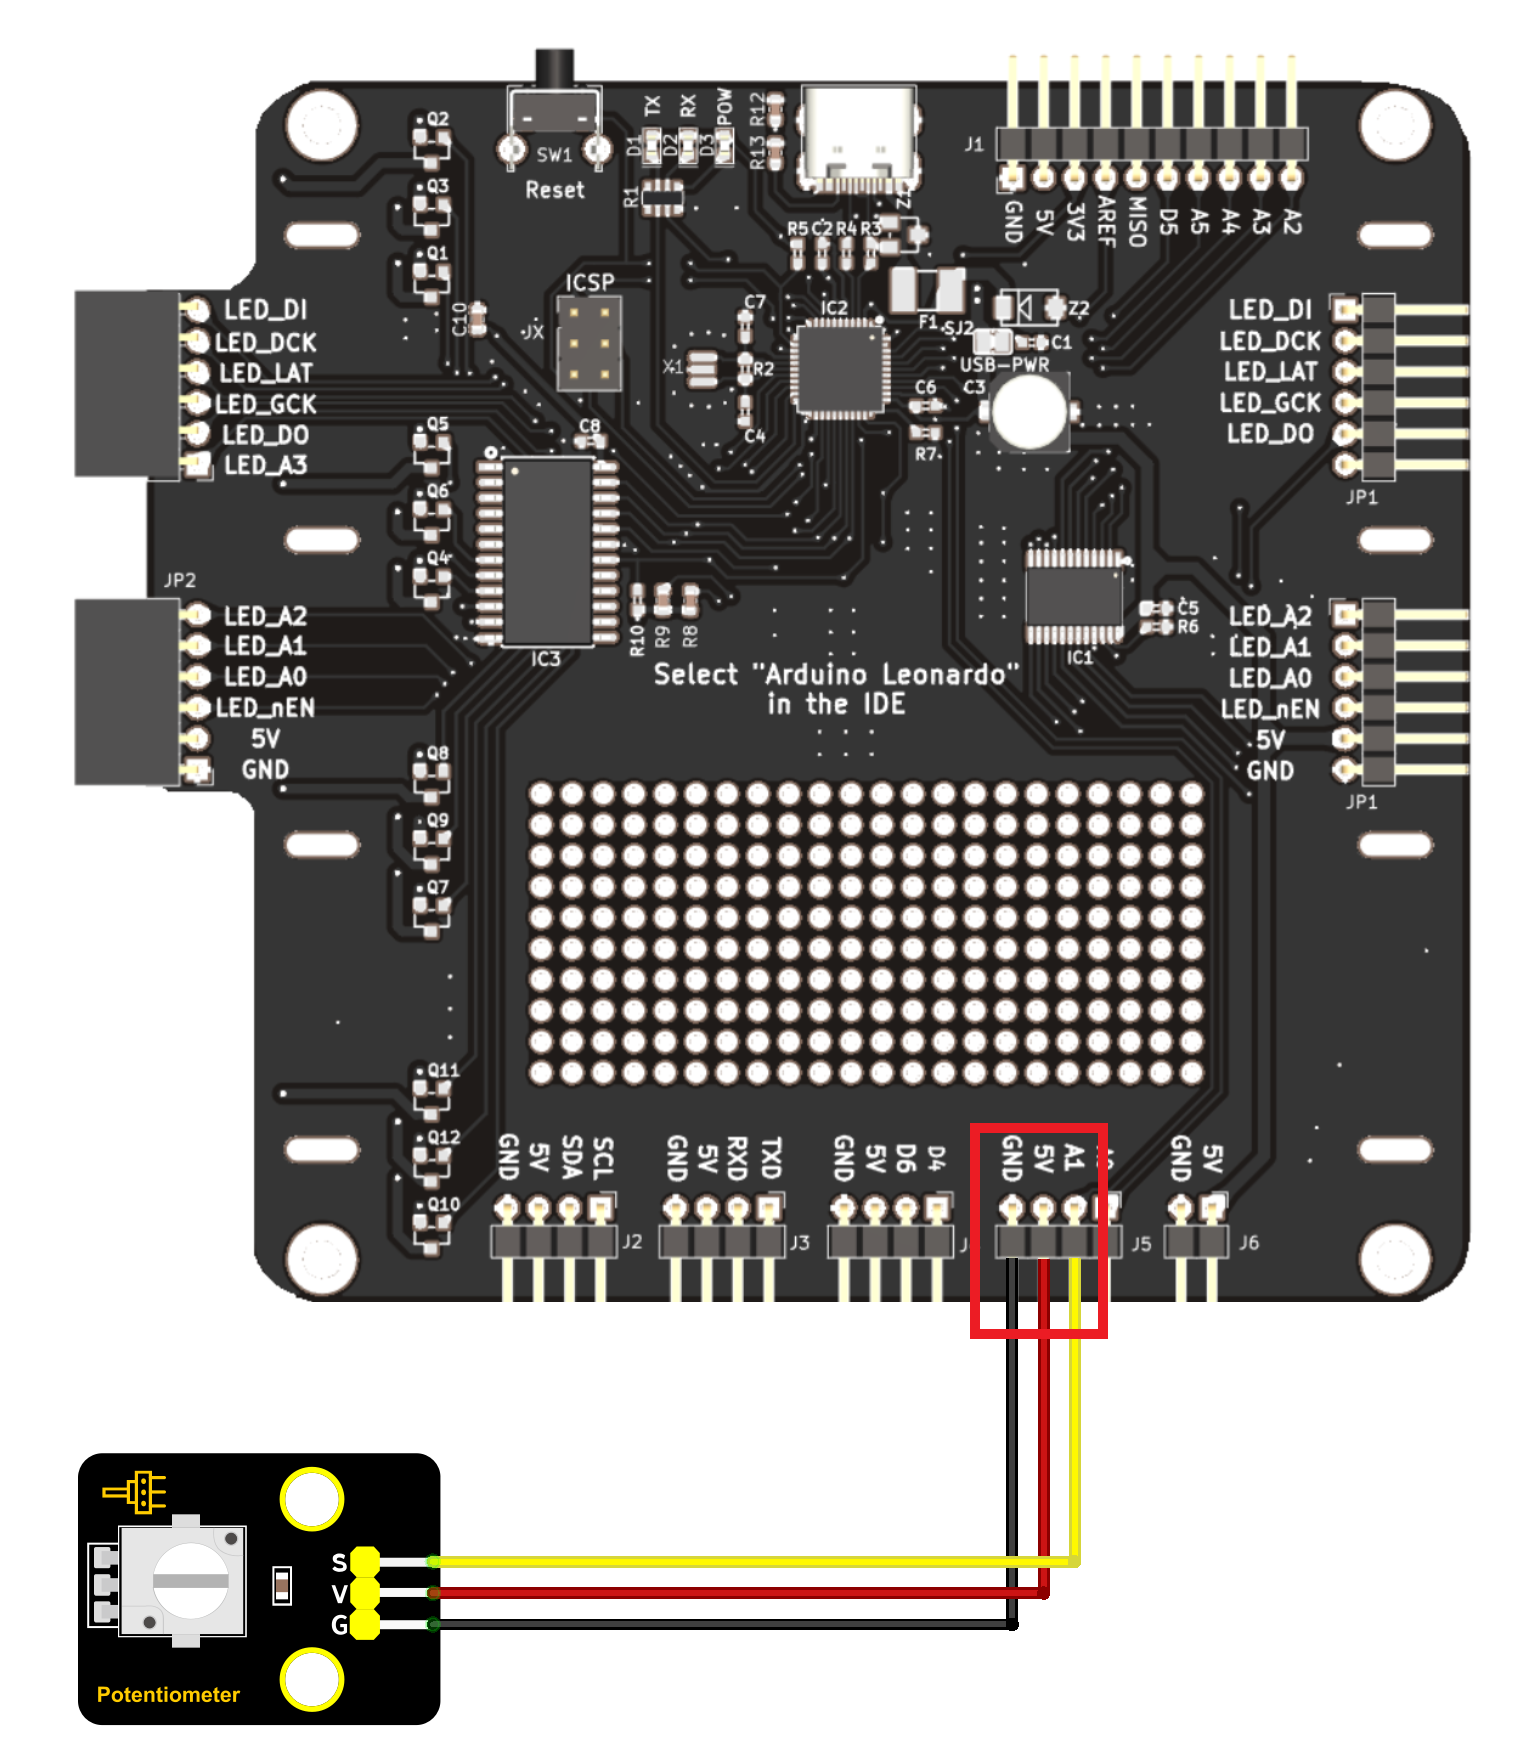 Q2
Q3
Q1
SW1
Reset
D1
TX
D2
RX
D3
POW
R1
R12
R13
Z1
J1
GND
5V
3V3
AREF
MISO
D5
A5
A4
A3
A2
R5
C2
R4
R3
C10
ICSP
JX
C7
X1
R2
C4
IC2
F1
SJ2
Z2
C1
USB-PWR
C6
C3
R7
LED_DI
LED_DCK
LED_LAT
LED_GCK
LED_DO
LED_A3
LED_DI
LED_DCK
LED_LAT
LED_GCK
LED_DO
JP1
Q5
Q6
Q4
C8
JP2
LED_A2
LED_A1
LED_A0
LED_nEN
5V
GND
IC3
R10
R9
R8
IC1
C5
R6
LED_A2
LED_A1
LED_A0
LED_nEN
5V
GND
JP1
Select "Arduino Leonardo"
in the IDE
Q8
Q9
Q7
Q11
Q12
Q10
GND
5V
SDA
SCL
J2
GND
5V
RXD
TXD
J3
GND
5V
D6
D4
GND
5V
A1
J5
GND
5V
J6
S
V
G
Potentiometer